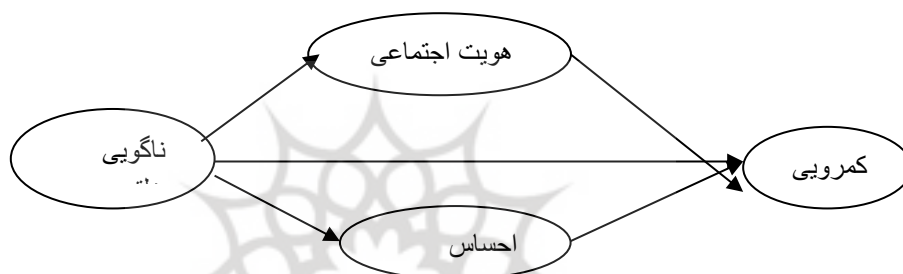 هویت اجتماعی
ناگویی
کمرویی
احساس